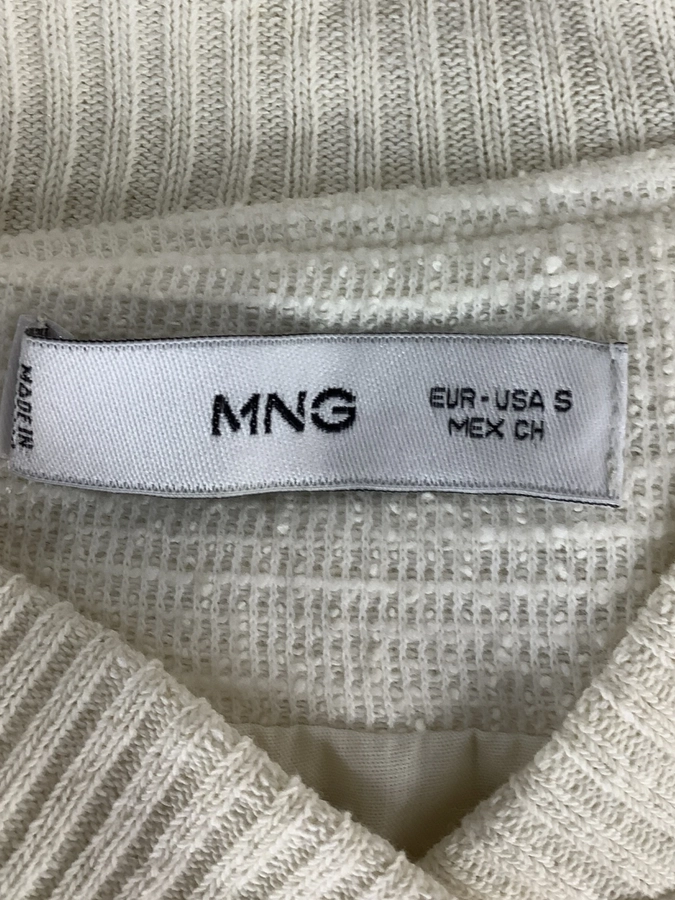 MADE IN
MNG
EUR - USA S
MEX CH